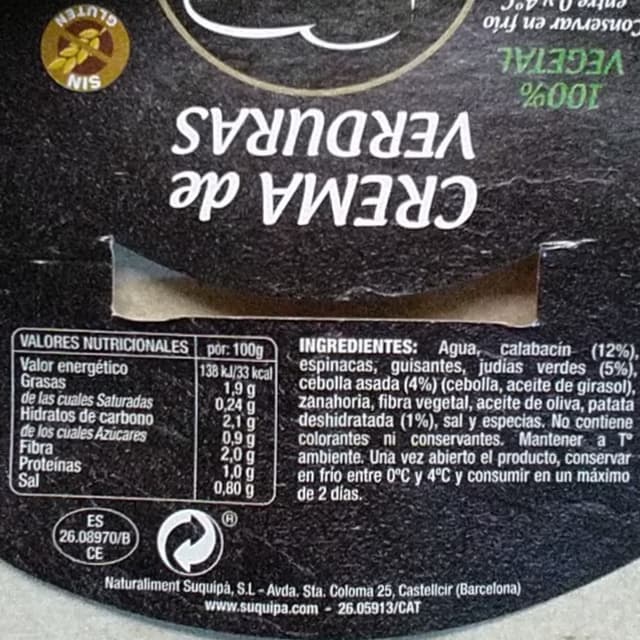 SIN
GLUTEN
100%
VEGETAL
Conservar en frío
entre 0 y 4ºC
CREMA de
VERDURAS
VALORES NUTRICIONALES por: 100g
Valor energético 138 kJ/33 kcal
Grasas 1,9 g
de las cuales Saturadas 0,24 g
Hidratos de carbono 2,1 g
de los cuales Azúcares 0,9 g
Fibra 2,0 g
Proteínas 1,0 g
Sal 0,80 g
INGREDIENTES: Agua, calabacín (12%),
espinacas, guisantes, judías verdes (5%),
cebolla asada (4%) (cebolla, aceite de girasol),
zanahoria, fibra vegetal, aceite de oliva, patata
deshidratada (1%), sal y especias. No contiene
colorantes ni conservantes. Mantener a Tº
ambiente. Una vez abierto el producto, conservar
en frío entre 0ºC y 4ºC y consumir en un máximo
de 2 días.
ES
26.08970/B
CE
®
Naturaliment Suquipà, S.L - Avda. Sta. Coloma 25, Castellcir (Barcelona)
www.suquipa.com - 26.05913/CAT